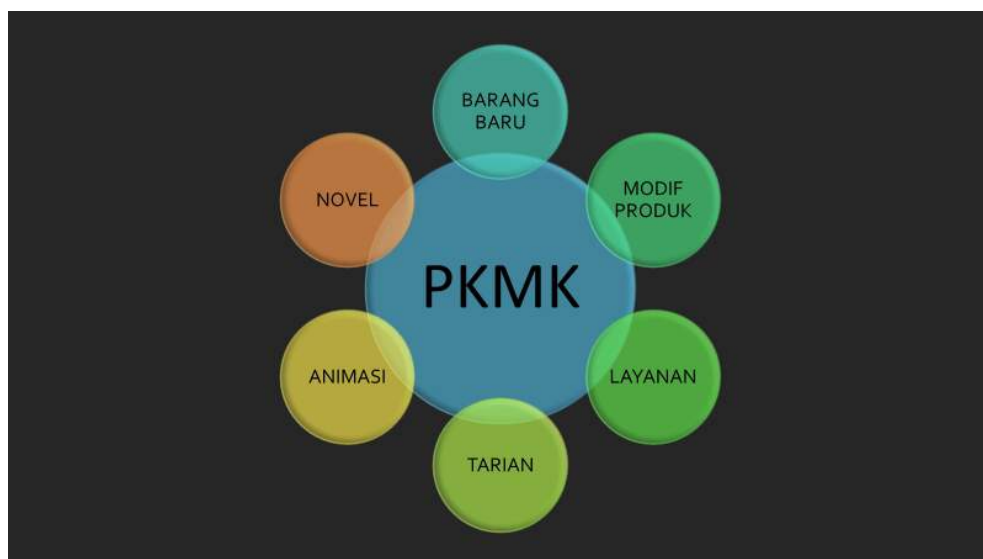 BARANG
BARU
MODIF
PRODUK
LAYANAN
TARIAN
ANIMASI
NOVEL
PKMK